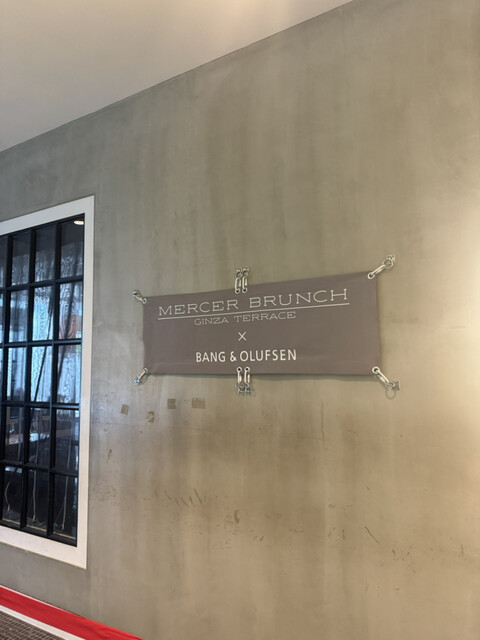 MERCER BRUNCH
GINZA TERRACE
×
BANG & OLUFSEN